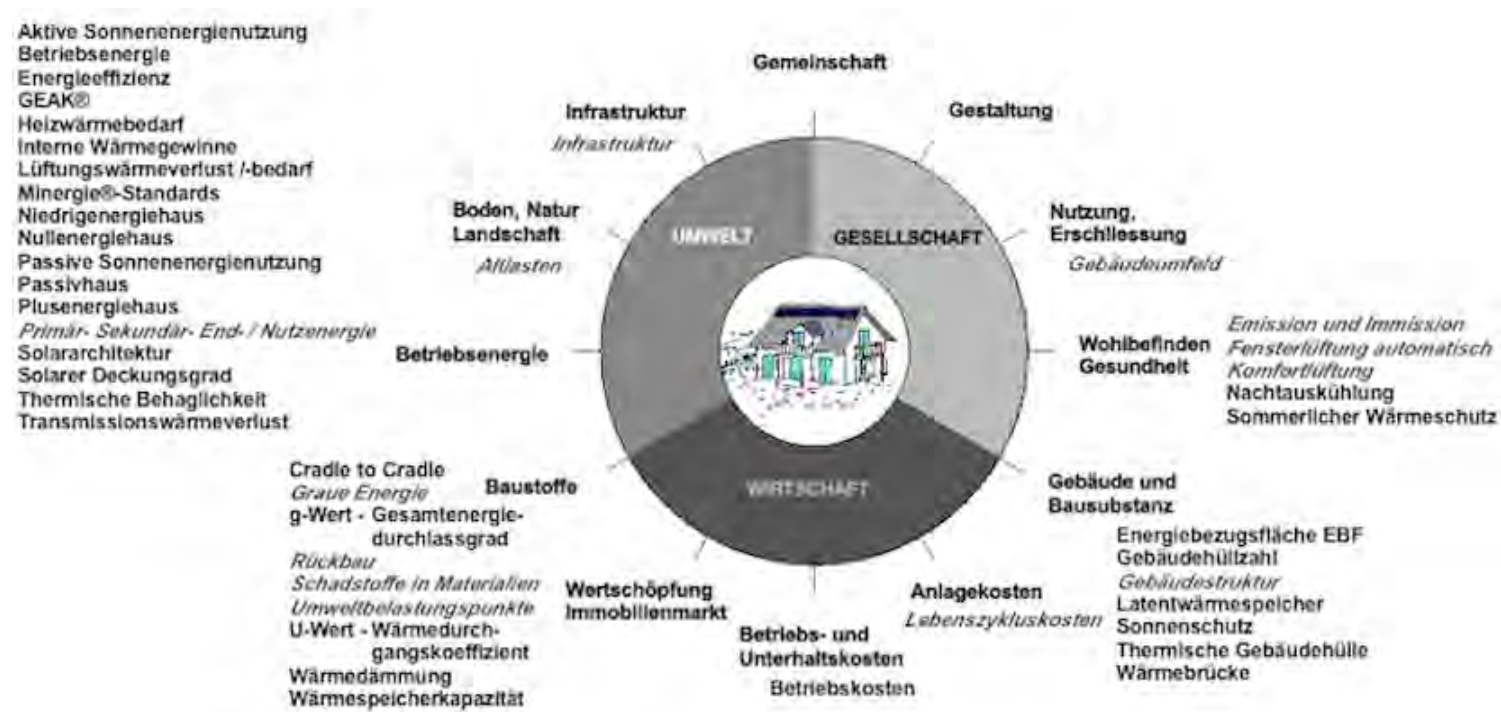 Aktive Sonnenenergienutzung
Betriebsenergie
Energieeffizienz
GEAK®
Heizwärmebedarf
Interne Wärmegewinne
Lüftungswärmeverlust /-bedarf
Minergie®-Standards
Niedrigenergiehaus
Nullenergiehaus
Passive Sonnenenergienutzung
Passivhaus
Plusenergiehaus
Primär- Sekundär- End- / Nutzenergie
Solararchitektur
Solarer Deckungsgrad
Thermische Behaglichkeit
Transmissionswärmeverlust
Gemeinschaft
Infrastruktur
Infrastruktur
Gestaltung
Boden, Natur
Landschaft
Altlasten
UMWELT
GESELLSCHAFT
Nutzung,
Erschliessung
Gebäudeumfeld
Betriebsenergie
Wohlbefinden
Gesundheit
Emission und Immission
Fensterlüftung automatisch
Komfortlüftung
Nachtauskühlung
Sommerlicher Wärmeschutz
WIRTSCHAFT
Baustoffe
Cradle to Cradle
Graue Energie
g-Wert - Gesamtenergie-
durchlassgrad
Rückbau
Schadstoffe in Materialien
Umweltbelastungspunkte
U-Wert - Wärmedurch-
gangskoeffizient
Wärmedämmung
Wärmespeicherkapazität
Wertschöpfung
Immobilienmarkt
Betriebs- und
Unterhaltskosten
Betriebskosten
Anlagekosten
Lebenszykluskosten
Gebäude und
Bausubstanz
Energiebezugsfläche EBF
Gebäudehüllzahl
Gebäudestruktur
Latentwärmespeicher
Sonnenschutz
Thermische Gebäudehülle
Wärmebrücke